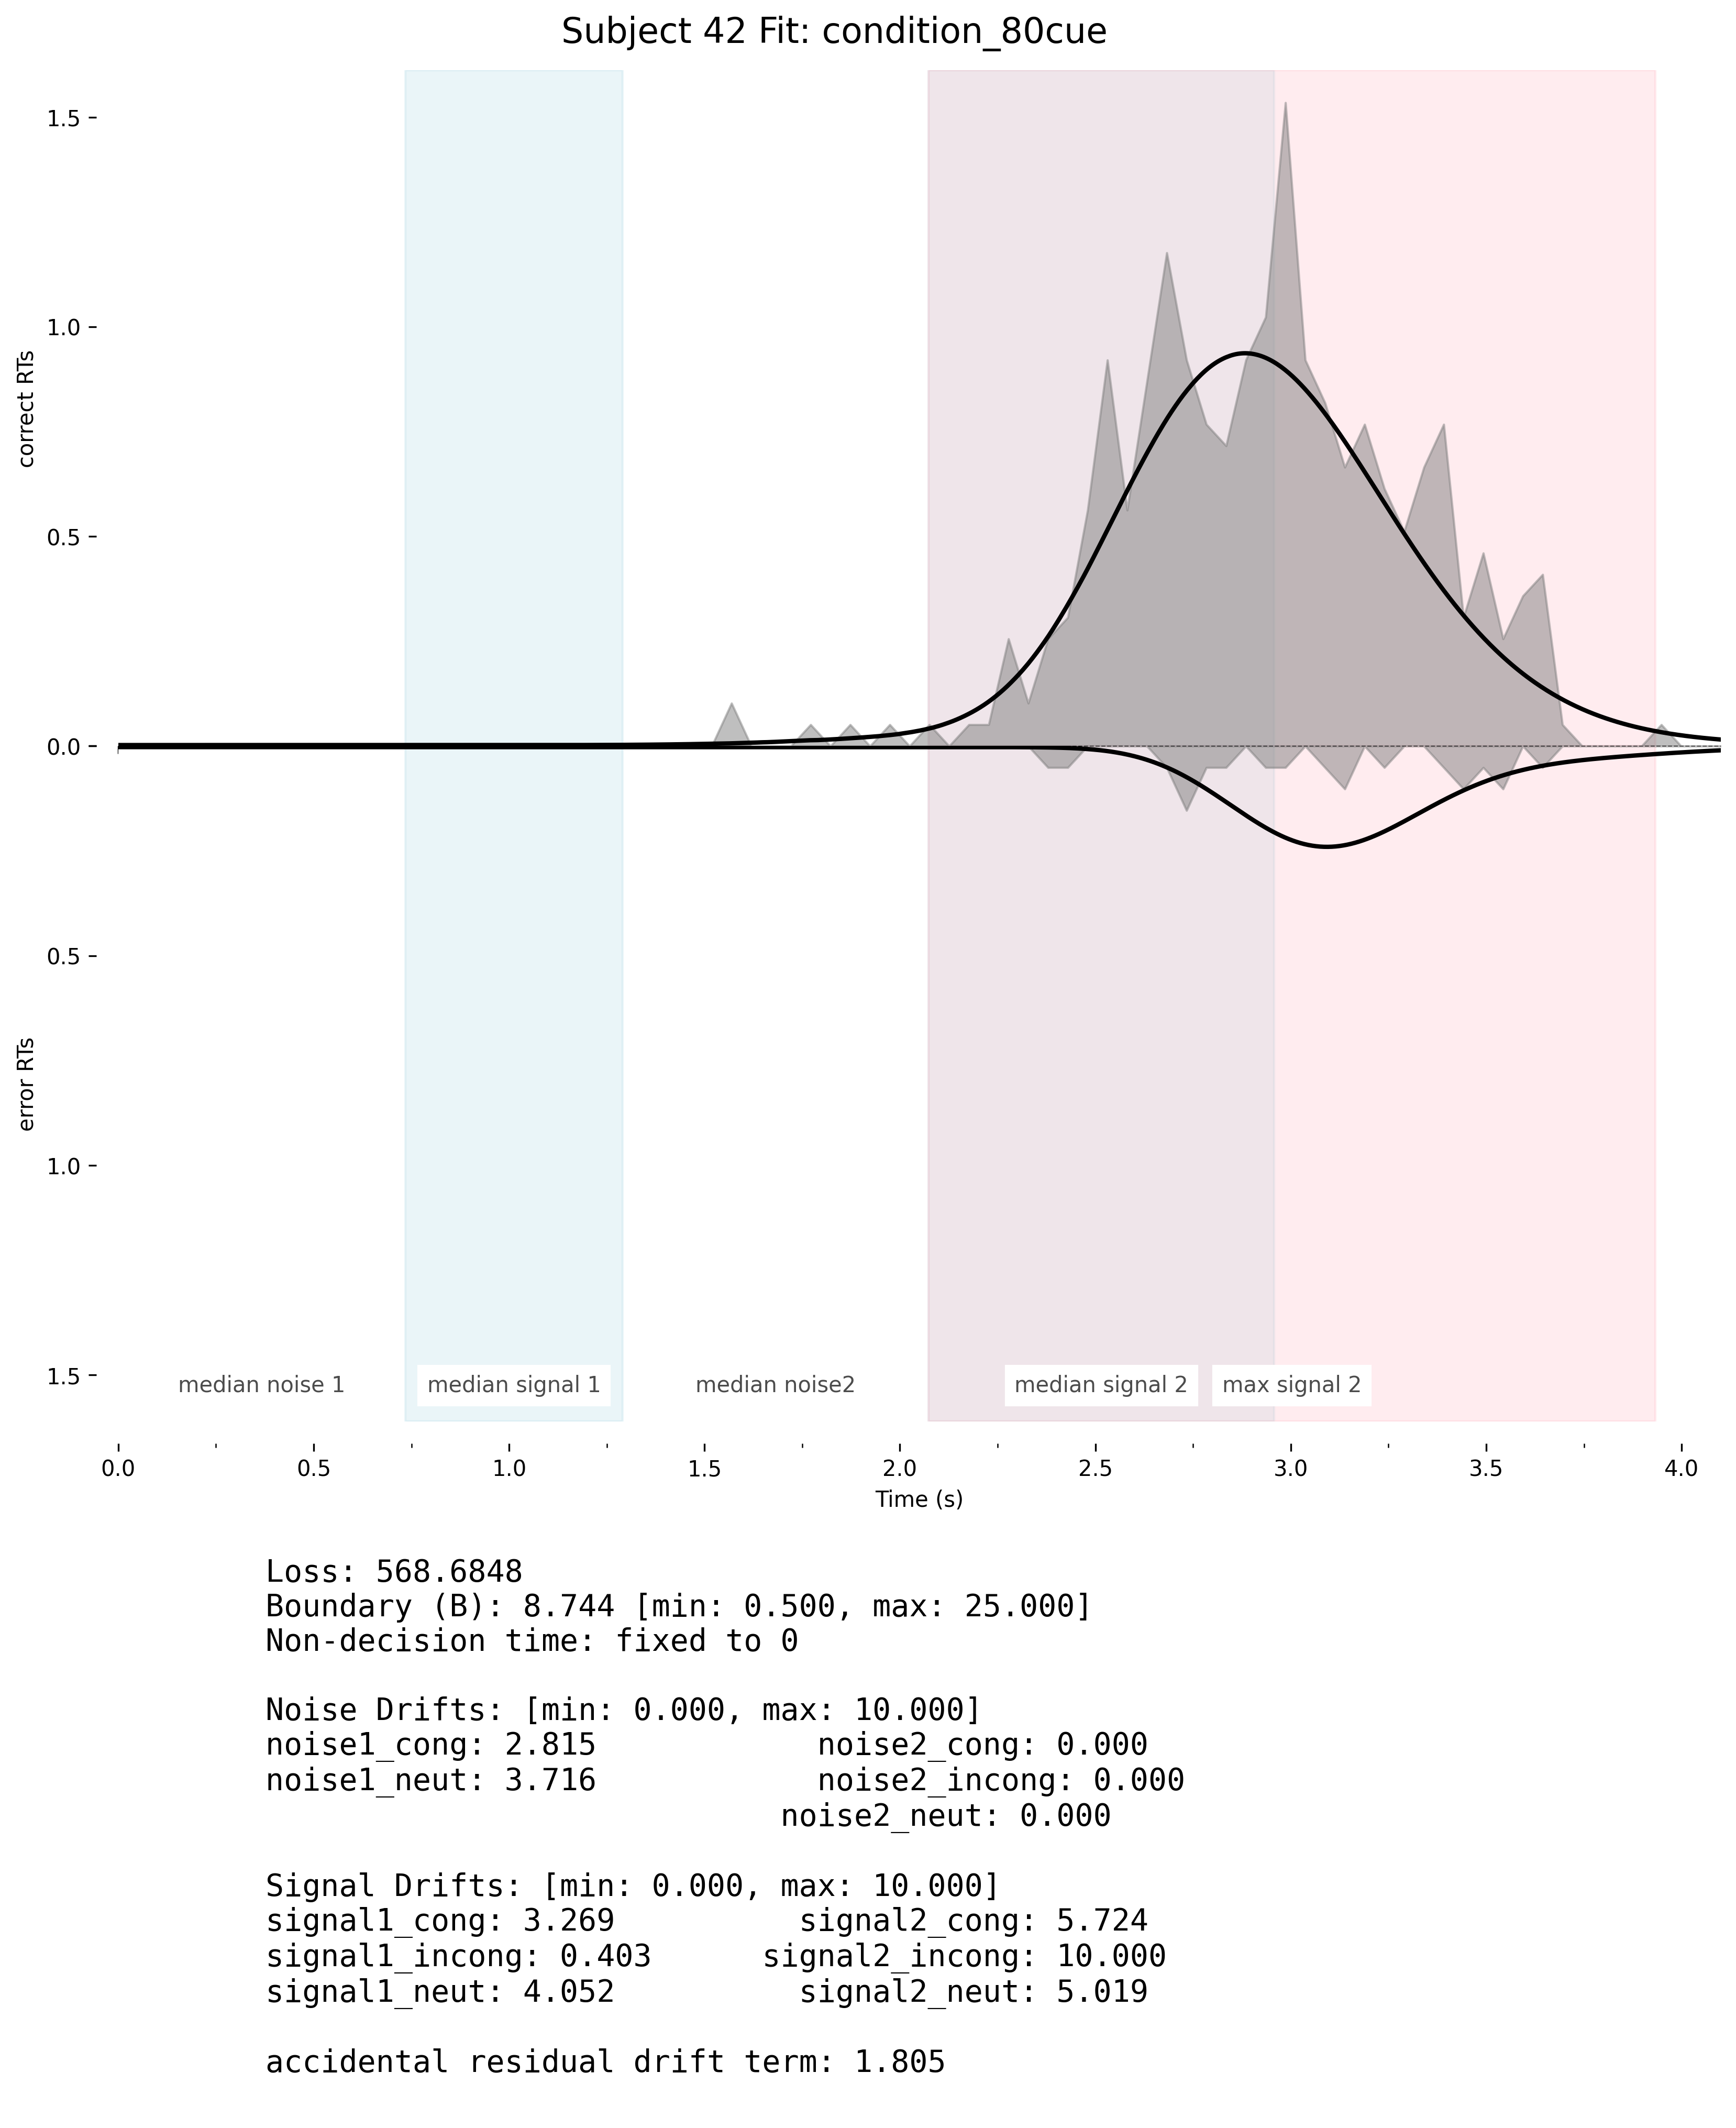 Subject 42 Fit: condition_80cue
1.5
1.0
0.5
0.0
0.5
1.0
1.5
correct RTs
error RTs
median noise 1
median signal 1
median noise2
median signal 2
max signal 2
0.0
0.5
1.0
1.5
2.0
2.5
3.0
3.5
4.0
Time (s)
Loss: 568.6848
Boundary (B): 8.744 [min: 0.500, max: 25.000]
Non-decision time: fixed to 0
Noise Drifts: [min: 0.000, max: 10.000]
noise1_cong: 2.815 noise2_cong: 0.000
noise1_neut: 3.716 noise2_incong: 0.000
noise2_neut: 0.000
Signal Drifts: [min: 0.000, max: 10.000]
signal1_cong: 3.269 signal2_cong: 5.724
signal1_incong: 0.403 signal2_incong: 10.000
signal1_neut: 4.052 signal2_neut: 5.019
accidental residual drift term: 1.805